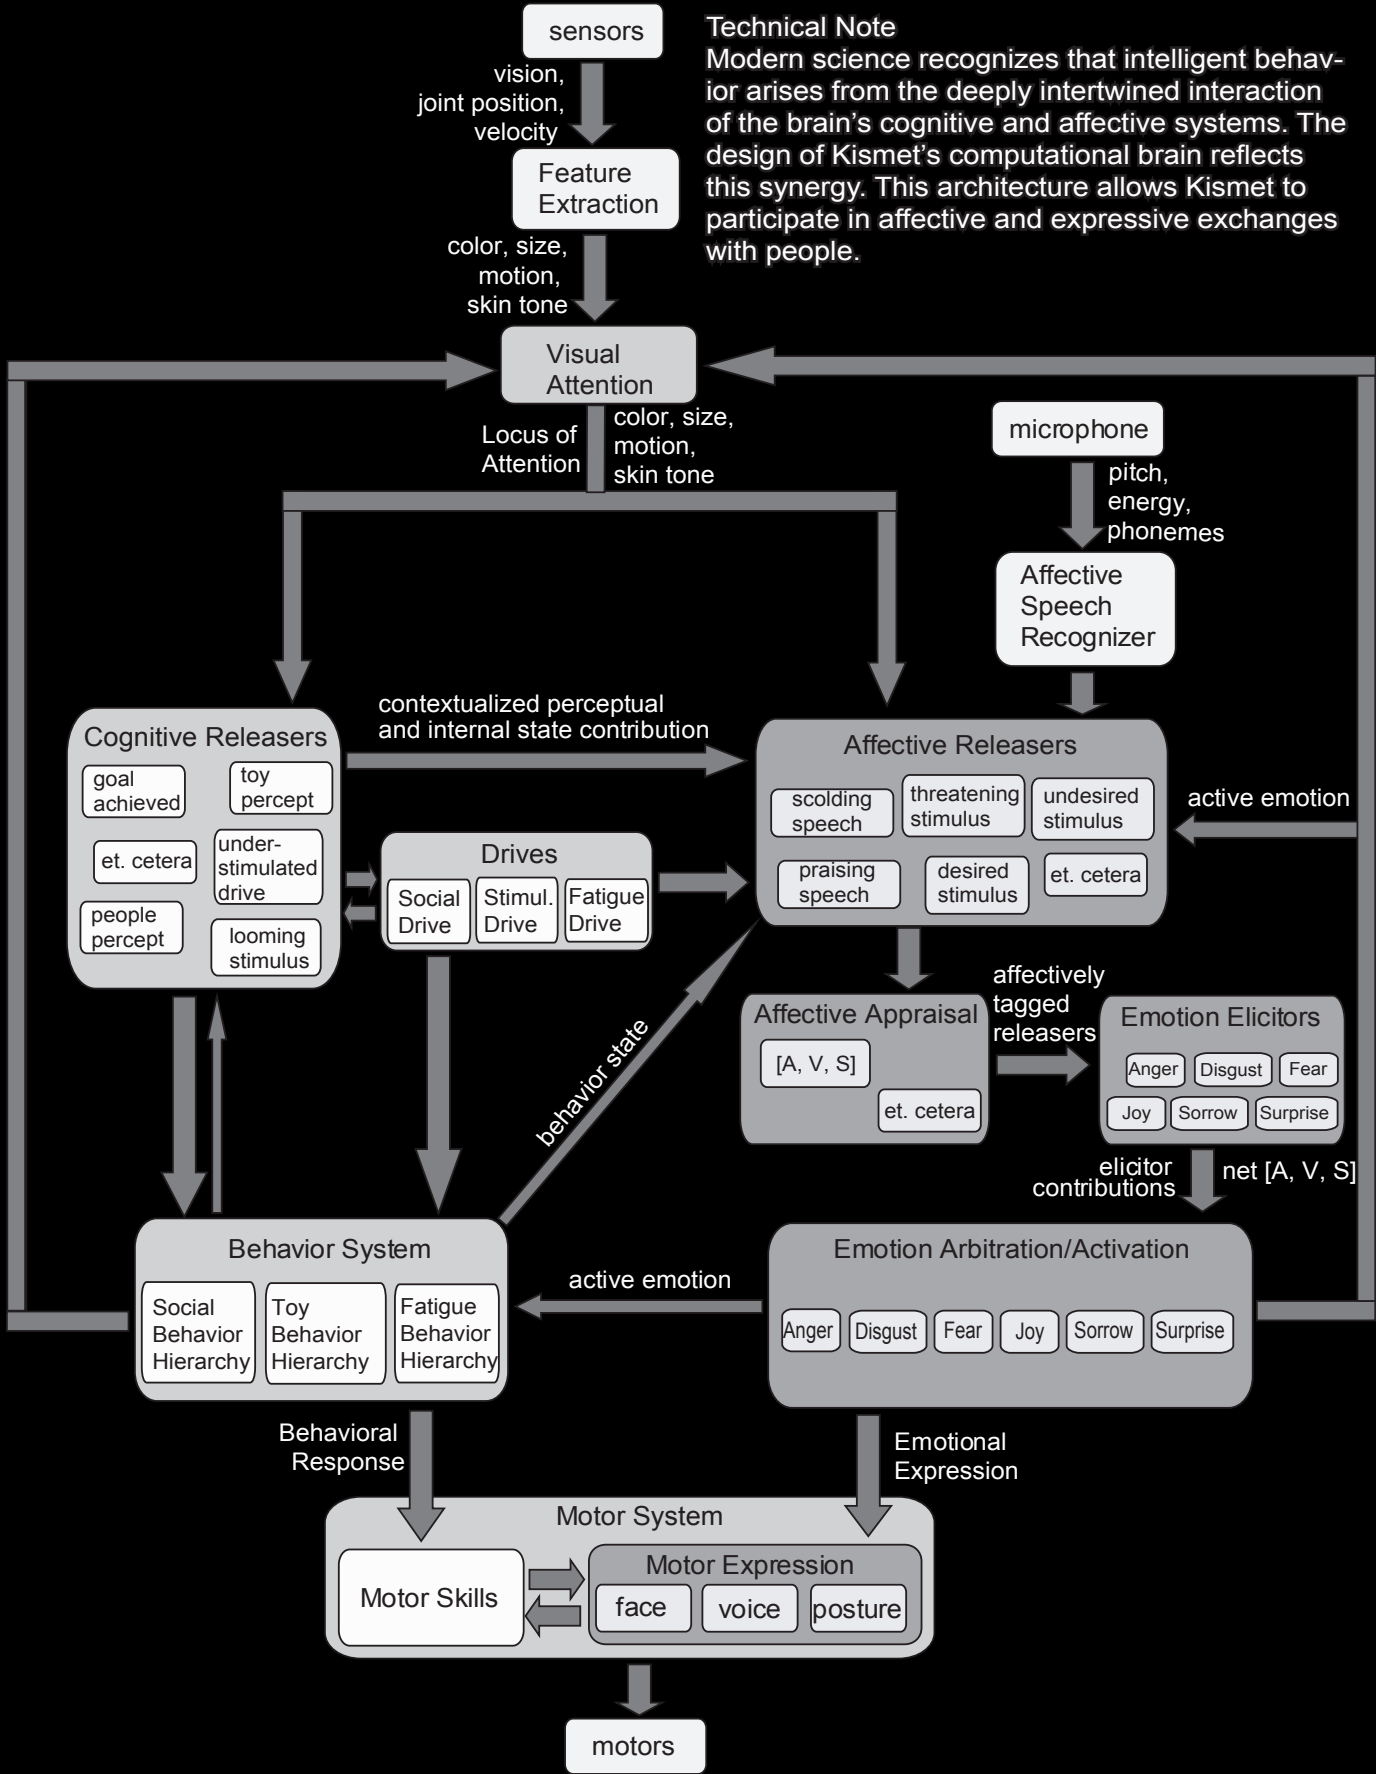 sensors
Technical Note
Modern science recognizes that intelligent behav-
ior arises from the deeply intertwined interaction
of the brain's cognitive and affective systems. The
design of Kismet's computational brain reflects
this synergy. This architecture allows Kismet to
participate in affective and expressive exchanges
with people.
vision,
joint position,
velocity
Feature
Extraction
color, size,
motion,
skin tone
Visual
Attention
Locus of
Attention
color, size,
motion,
skin tone
microphone
pitch,
energy,
phonemes
Affective
Speech
Recognizer
contextualized perceptual
and internal state contribution
Cognitive Releasers
goal
achieved
toy
percept
et. cetera
under-
stimulated
drive
people
percept
looming
stimulus
Drives
Social
Drive
Stimul.
Drive
Fatigue
Drive
Affective Releasers
scolding
speech
threatening
stimulus
undesired
stimulus
praising
speech
desired
stimulus
et. cetera
active emotion
behavior state
Affective Appraisal
[A, V, S]
et. cetera
affectively
tagged
releasers
Emotion Elicitors
Anger
Disgust
Fear
Joy
Sorrow
Surprise
elicitor
contributions
net [A, V, S]
Behavior System
Social
Behavior
Hierarchy
Toy
Behavior
Hierarchy
Fatigue
Behavior
Hierarchy
active emotion
Emotion Arbitration/Activation
Anger
Disgust
Fear
Joy
Sorrow
Surprise
Behavioral
Response
Emotional
Expression
Motor System
Motor Skills
Motor Expression
face
voice
posture
motors